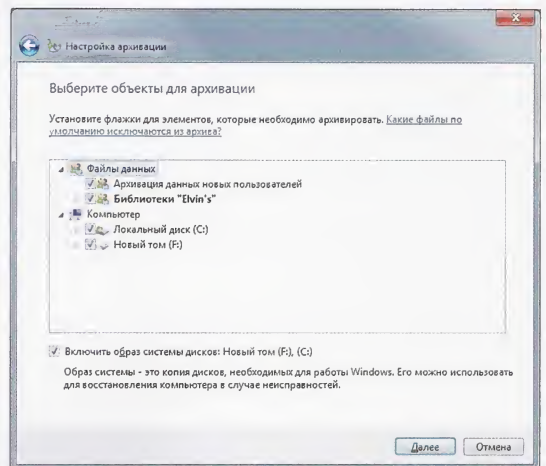 Настройка архивации
Выберите объекты для архивации
Установите флажки для элементов, которые необходимо архивировать. Какие файлы по
умолчанию исключаются из архива?
Файлы данных
Архивация данных новых пользователей
Библиотеки "Elvin's"
Компьютер
Локальный диск (C:)
Новый том (F:)
Включить образ системы дисков: Новый том (F:), (C:)
Образ системы - это копия дисков, необходимых для работы Windows. Его можно использовать
для восстановления компьютера в случае неисправностей.
Далее
Отмена